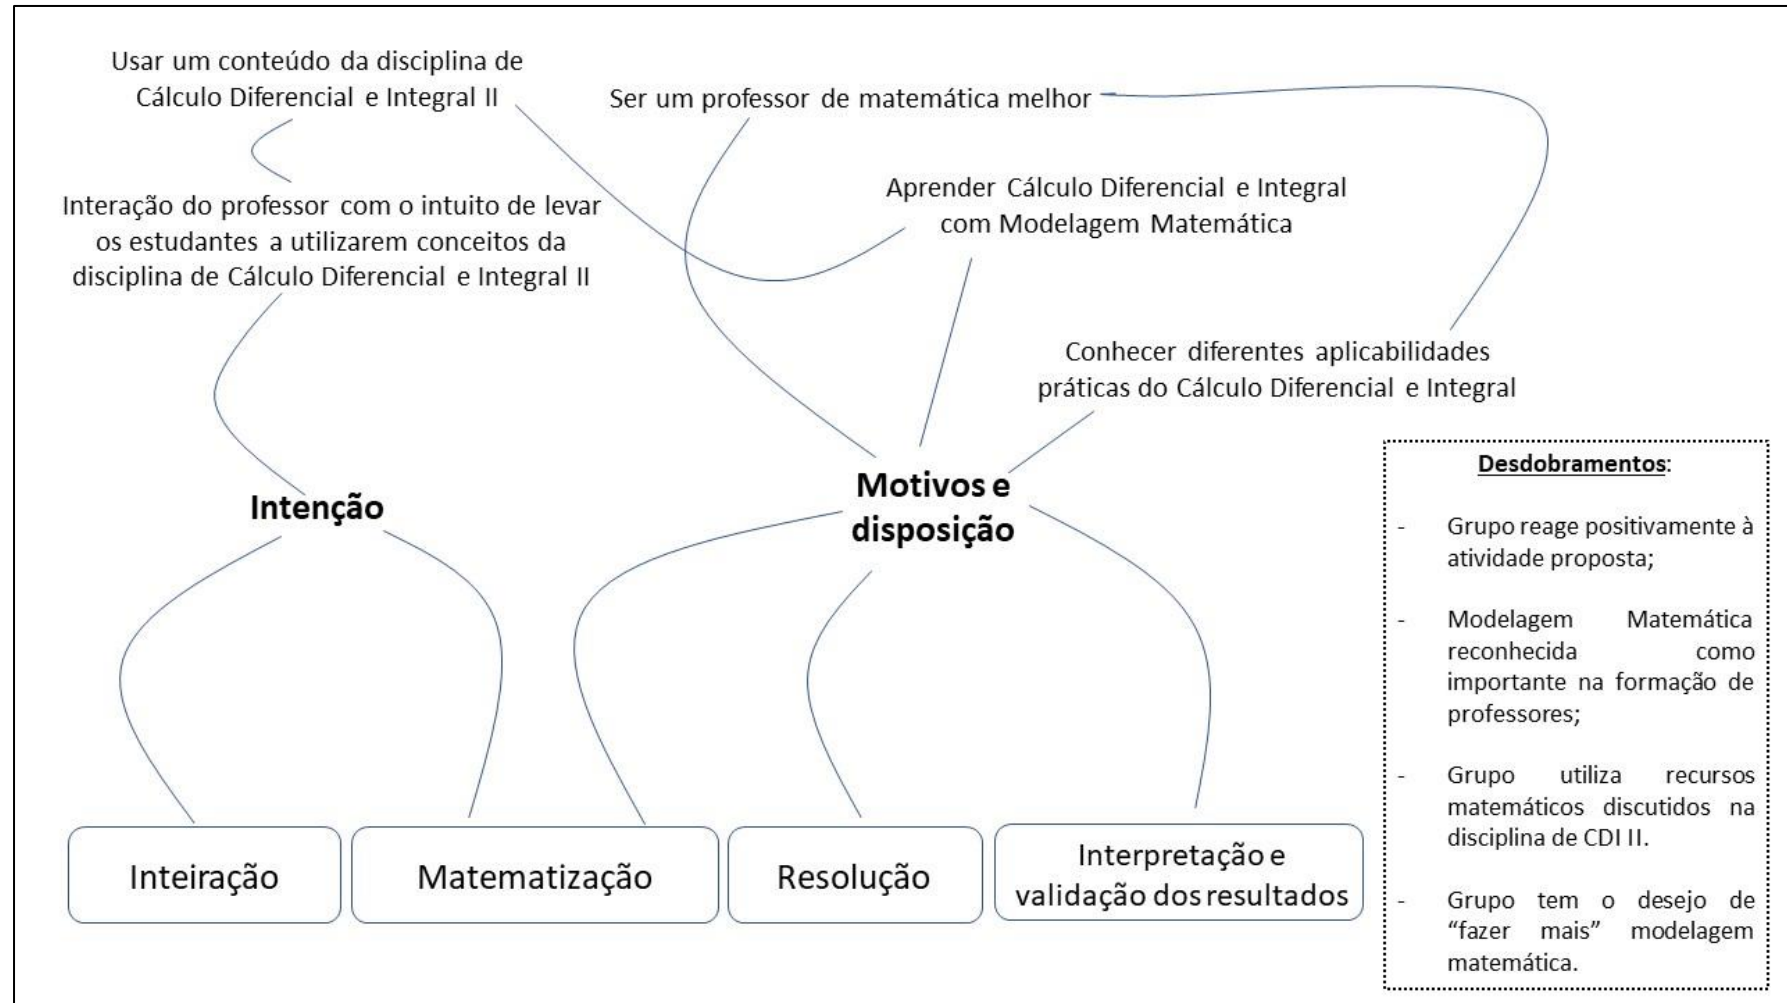 Usar um conteúdo da disciplina de
Cálculo Diferencial e Integral II
Ser um professor de matemática melhor
Aprender Cálculo Diferencial e Integral
com Modelagem Matemática
Interação do professor com o intuito de levar
os estudantes a utilizarem conceitos da
disciplina de Cálculo Diferencial e Integral II
Conhecer diferentes aplicabilidades
práticas do Cálculo Diferencial e Integral
Intenção
Motivos e
disposição
Desdobramentos:
- Grupo reage positivamente à
atividade proposta;
- Modelagem Matemática
reconhecida como
importante na formação de
professores;
- Grupo utiliza recursos
matemáticos discutidos na
disciplina de CDI II.
- Grupo tem o desejo de
“fazer mais” modelagem
matemática.
Inteiração
Matematização
Resolução
Interpretação e
validação dos resultados